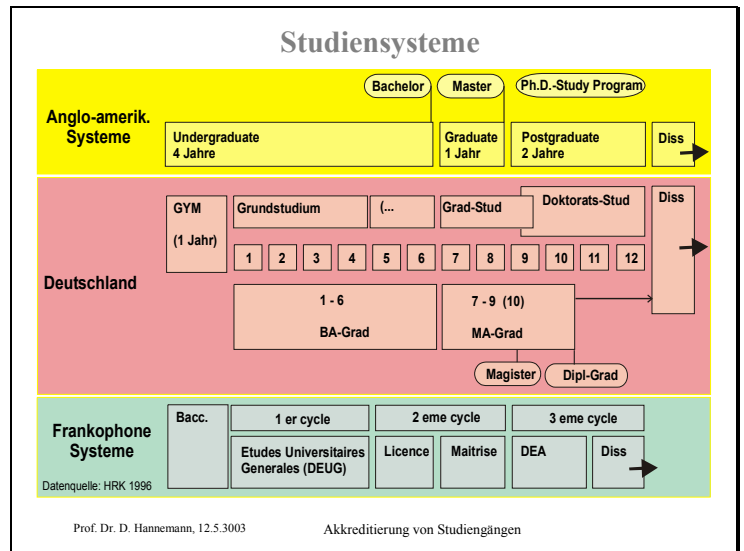 Studiensysteme
Anglo-amerik.
Systeme
Bachelor
Master
Ph.D.-Study Program
Undergraduate
4 Jahre
Graduate
1 Jahr
Postgraduate
2 Jahre
Diss
Deutschland
GYM
(1 Jahr)
Grundstudium
(...
Grad-Stud
Doktorats-Stud
Diss
1 2 3 4 5 6 7 8 9 10 11 12
1 - 6
BA-Grad
7 - 9 (10)
MA-Grad
Magister
Dipl-Grad
Frankophone
Systeme
Datenquelle: HRK 1996
Bacc.
1 er cycle
2 eme cycle
3 eme cycle
Etudes Universitaires
Generales (DEUG)
Licence
Maitrise
DEA
Diss
Prof. Dr. D. Hannemann, 12.5.3003
Akkreditierung von Studiengängen